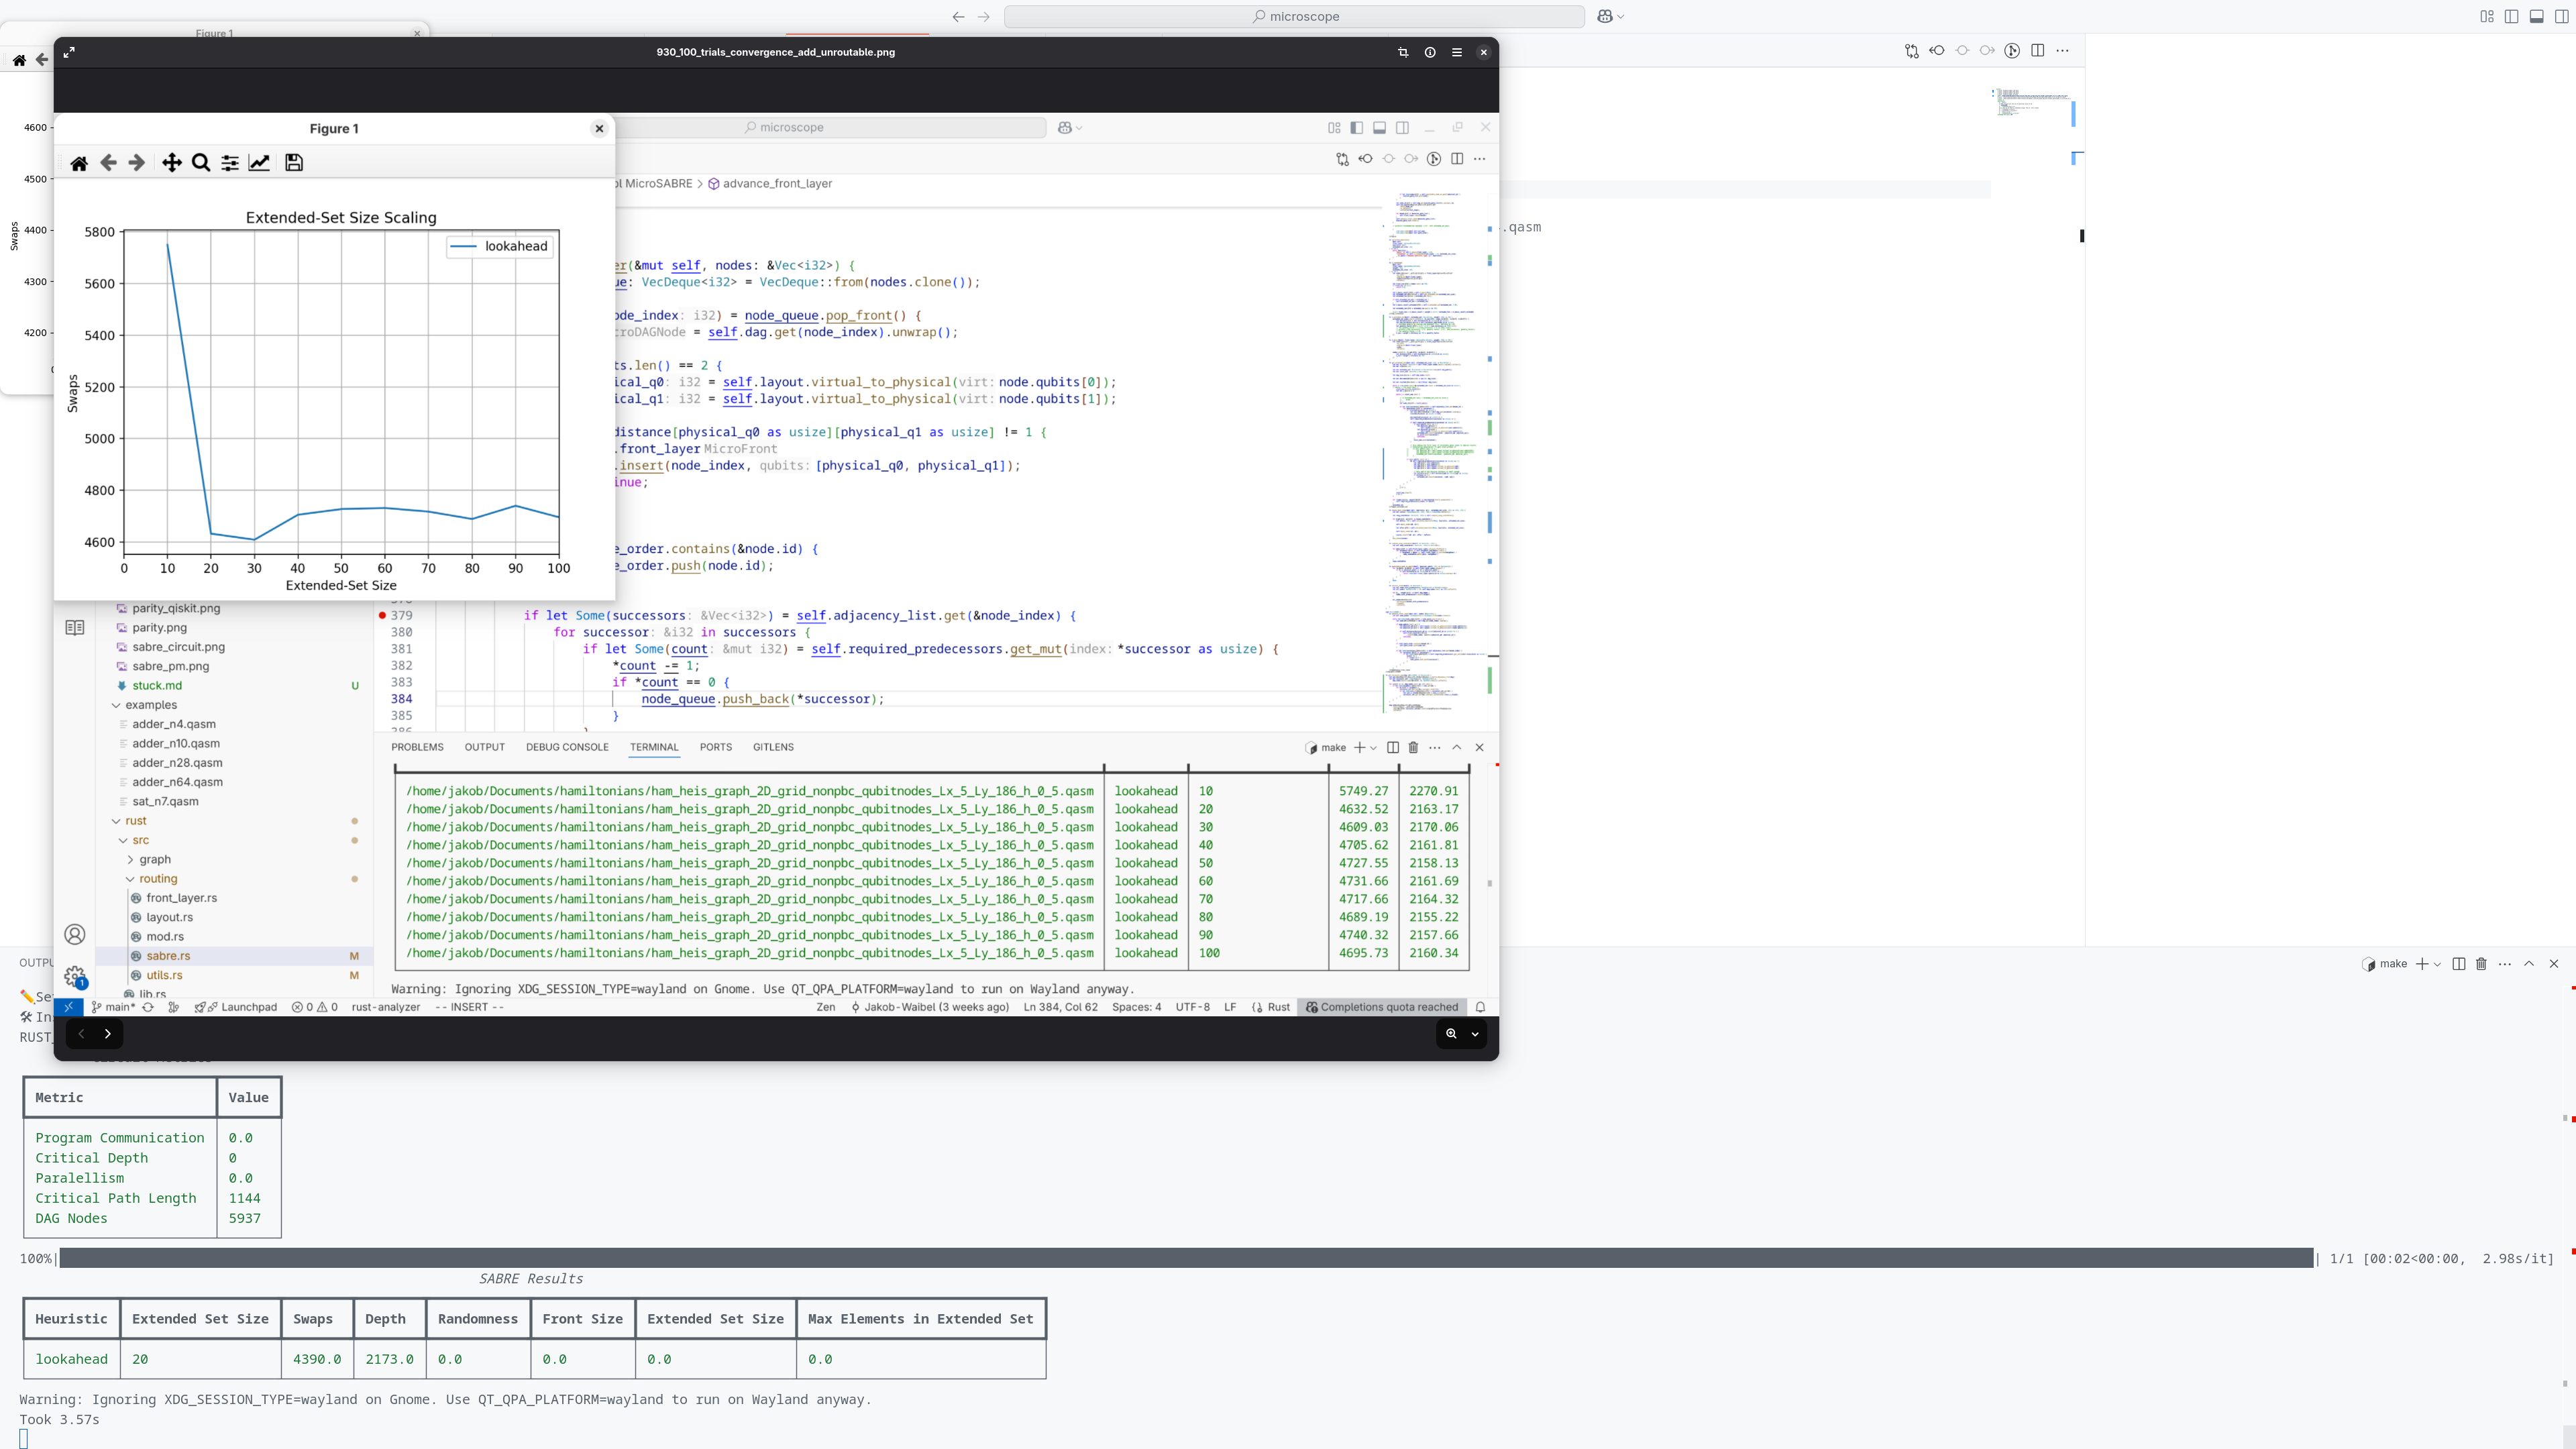 microscope
Figure 1
930_100_trials_convergence_add_unroutable.png
4600
4500
4400
4300
4200
Swaps
.qasm
Figure 1
microscope
Extended-Set Size Scaling
lookahead
5800
5600
5400
5200
5000
4800
4600
Swaps
0 10 20 30 40 50 60 70 80 90 100
Extended-Set Size
ol MicroSABRE > advance_front_layer
er(&mut self, nodes: &Vec<i32>) {
ue: VecDeque<i32> = VecDeque::from(nodes.clone());
ode_index: i32) = node_queue.pop_front() {
croDAGNode = self.dag.get(node_index).unwrap();
ts.len() == 2 {
ical_q0: i32 = self.layout.virtual_to_physical(virt: node.qubits[0]);
ical_q1: i32 = self.layout.virtual_to_physical(virt: node.qubits[1]);
distance[physical_q0 as usize][physical_q1 as usize] != 1 {
.front_layer MicroFront
.insert(node_index, qubits: [physical_q0, physical_q1]);
inue;
e_order.contains(&node.id) {
e_order.push(node.id);
379 if let Some(successors: &Vec<i32>) = self.adjacency_list.get(&node_index) {
380 for successor: &i32 in successors {
381 if let Some(count: &mut i32) = self.required_predecessors.get_mut(index: *successor as usize) {
382 *count -= 1;
383 if *count == 0 {
384 node_queue.push_back(*successor);
385 }
parity_qiskit.png
parity.png
sabre_circuit.png
sabre_pm.png
stuck.md U
examples
adder_n4.qasm
adder_n10.qasm
adder_n28.qasm
adder_n64.qasm
sat_n7.qasm
rust
src
graph
routing
front_layer.rs
layout.rs
mod.rs
sabre.rs M
utils.rs M
lib.rs
PROBLEMS OUTPUT DEBUG CONSOLE TERMINAL PORTS GITLENS
make
/home/jakob/Documents/hamiltonians/ham_heis_graph_2D_grid_nonpbc_qubitnodes_Lx_5_Ly_186_h_0_5.qasm lookahead 10 5749.27 2270.91
/home/jakob/Documents/hamiltonians/ham_heis_graph_2D_grid_nonpbc_qubitnodes_Lx_5_Ly_186_h_0_5.qasm lookahead 20 4632.52 2163.17
/home/jakob/Documents/hamiltonians/ham_heis_graph_2D_grid_nonpbc_qubitnodes_Lx_5_Ly_186_h_0_5.qasm lookahead 30 4609.03 2170.06
/home/jakob/Documents/hamiltonians/ham_heis_graph_2D_grid_nonpbc_qubitnodes_Lx_5_Ly_186_h_0_5.qasm lookahead 40 4705.62 2161.81
/home/jakob/Documents/hamiltonians/ham_heis_graph_2D_grid_nonpbc_qubitnodes_Lx_5_Ly_186_h_0_5.qasm lookahead 50 4727.55 2158.13
/home/jakob/Documents/hamiltonians/ham_heis_graph_2D_grid_nonpbc_qubitnodes_Lx_5_Ly_186_h_0_5.qasm lookahead 60 4731.66 2161.69
/home/jakob/Documents/hamiltonians/ham_heis_graph_2D_grid_nonpbc_qubitnodes_Lx_5_Ly_186_h_0_5.qasm lookahead 70 4717.66 2164.32
/home/jakob/Documents/hamiltonians/ham_heis_graph_2D_grid_nonpbc_qubitnodes_Lx_5_Ly_186_h_0_5.qasm lookahead 80 4689.19 2155.22
/home/jakob/Documents/hamiltonians/ham_heis_graph_2D_grid_nonpbc_qubitnodes_Lx_5_Ly_186_h_0_5.qasm lookahead 90 4740.32 2157.66
/home/jakob/Documents/hamiltonians/ham_heis_graph_2D_grid_nonpbc_qubitnodes_Lx_5_Ly_186_h_0_5.qasm lookahead 100 4695.73 2160.34
Warning: Ignoring XDG_SESSION_TYPE=wayland on Gnome. Use QT_QPA_PLATFORM=wayland to run on Wayland anyway.
1
main* Launchpad 0 0 rust-analyzer -- INSERT -- Zen Jakob-Waibel (3 weeks ago) Ln 384, Col 62 Spaces: 4 UTF-8 LF {} Rust Completions quota reached
OUTPU
make
Se
In
RUST_
Metric Value
Program Communication 0.0
Critical Depth 0
Paralellism 0.0
Critical Path Length 1144
DAG Nodes 5937
100%| | 1/1 [00:02<00:00, 2.98s/it]
SABRE Results
Heuristic Extended Set Size Swaps Depth Randomness Front Size Extended Set Size Max Elements in Extended Set
lookahead 20 4390.0 2173.0 0.0 0.0 0.0 0.0
Warning: Ignoring XDG_SESSION_TYPE=wayland on Gnome. Use QT_QPA_PLATFORM=wayland to run on Wayland anyway.
Took 3.57s